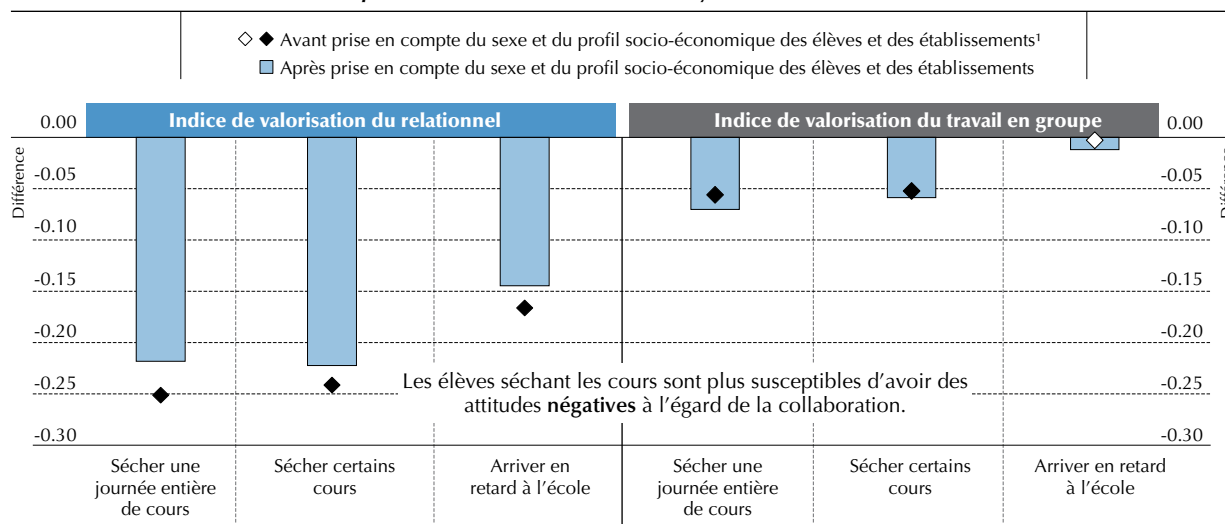 Avant prise en compte du sexe et du profil socio-économique des élèves et des établissements¹
Après prise en compte du sexe et du profil socio-économique des élèves et des établissements
Indice de valorisation du relationnel
Indice de valorisation du travail en groupe
0.00
0.00
Différence
-0.05
-0.05
-0.10
-0.10
-0.15
-0.15
-0.20
-0.20
-0.25
-0.25
-0.30
-0.30
Les élèves séchant les cours sont plus susceptibles d'avoir des
attitudes négatives à l'égard de la collaboration.
Sécher une
journée entière
de cours
Sécher certains
cours
Arriver en
retard à l'école
Sécher une
journée entière
de cours
Sécher certains
cours
Arriver en retard
à l'école